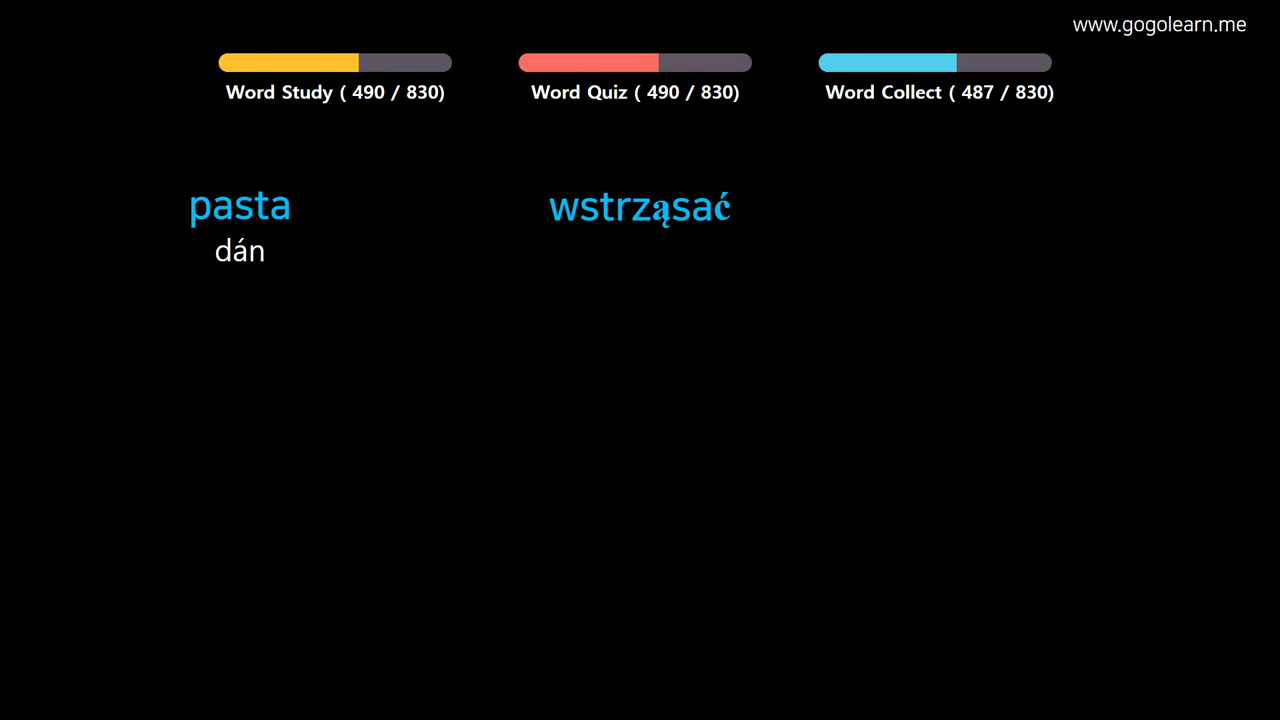 www.gogolearn.me
Word Study ( 490 / 830)
Word Quiz ( 490 / 830)
Word Collect ( 487 / 830)
pasta
wstrząsać
dán